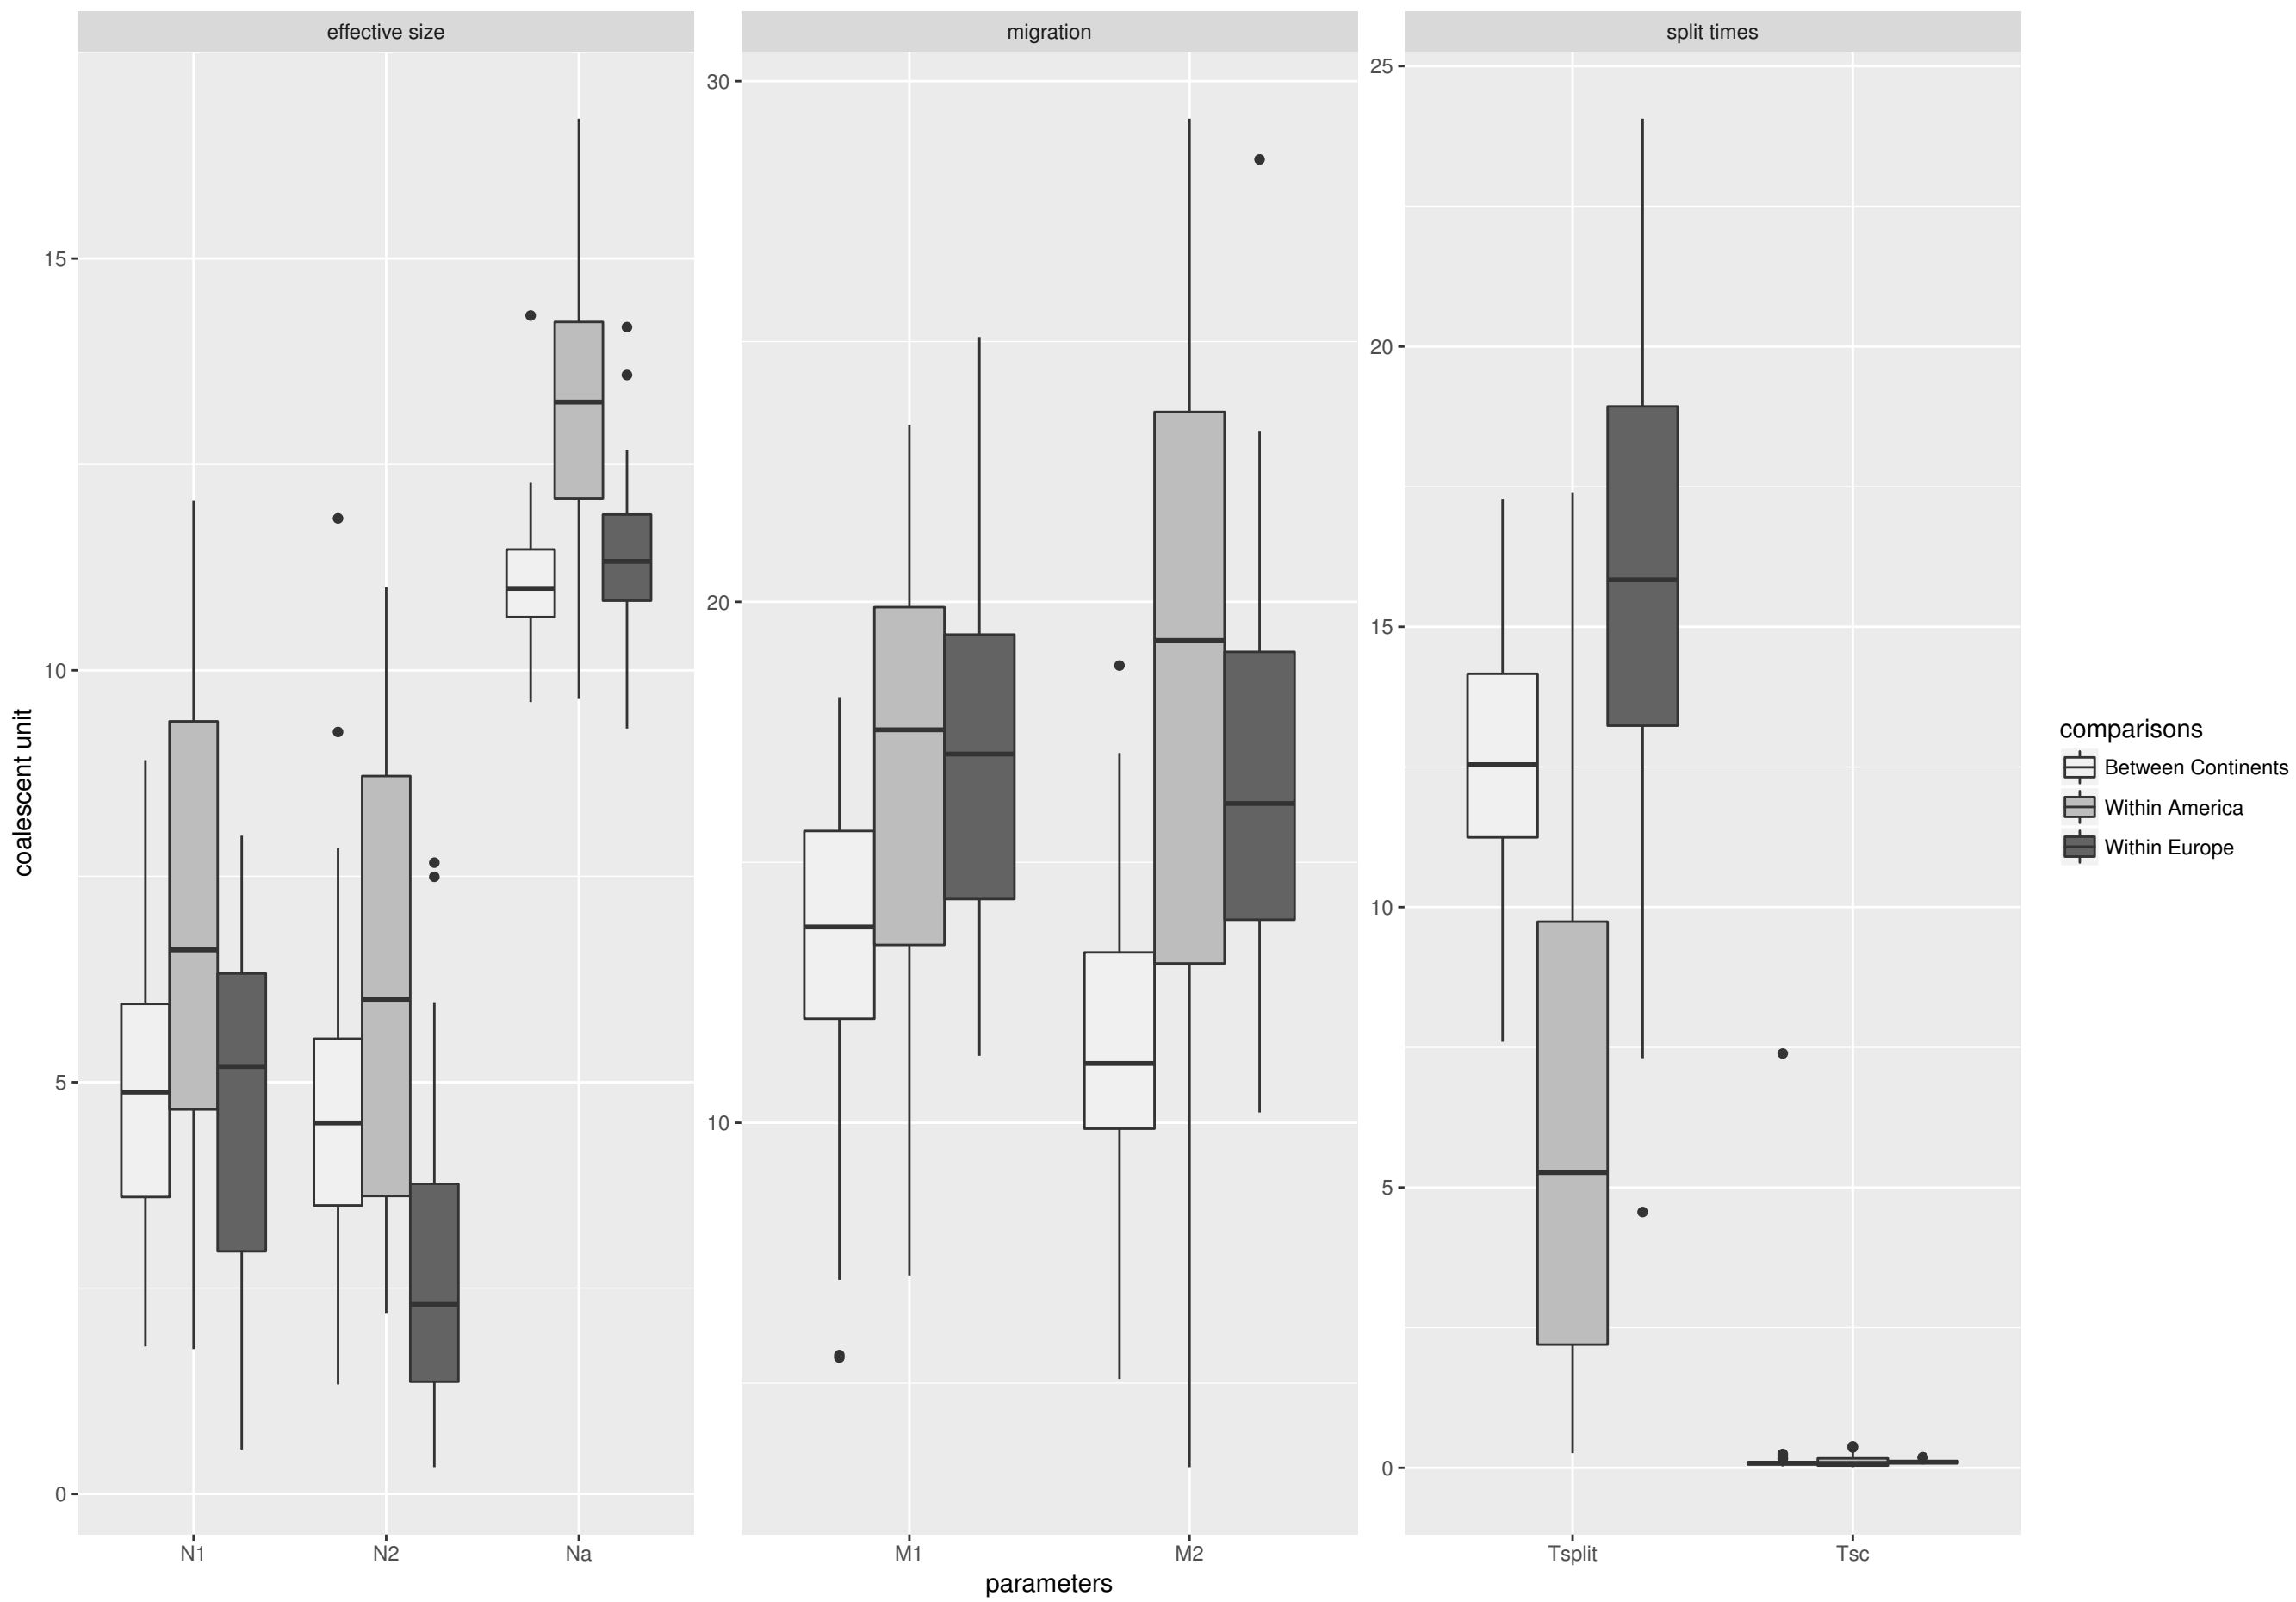 effective size
migration
split times
coalescent unit
15
10
5
0
30
20
10
25
20
15
10
5
0
N1
N2
Na
M1
M2
Tsplit
Tsc
parameters
comparisons
Between Continents
Within America
Within Europe